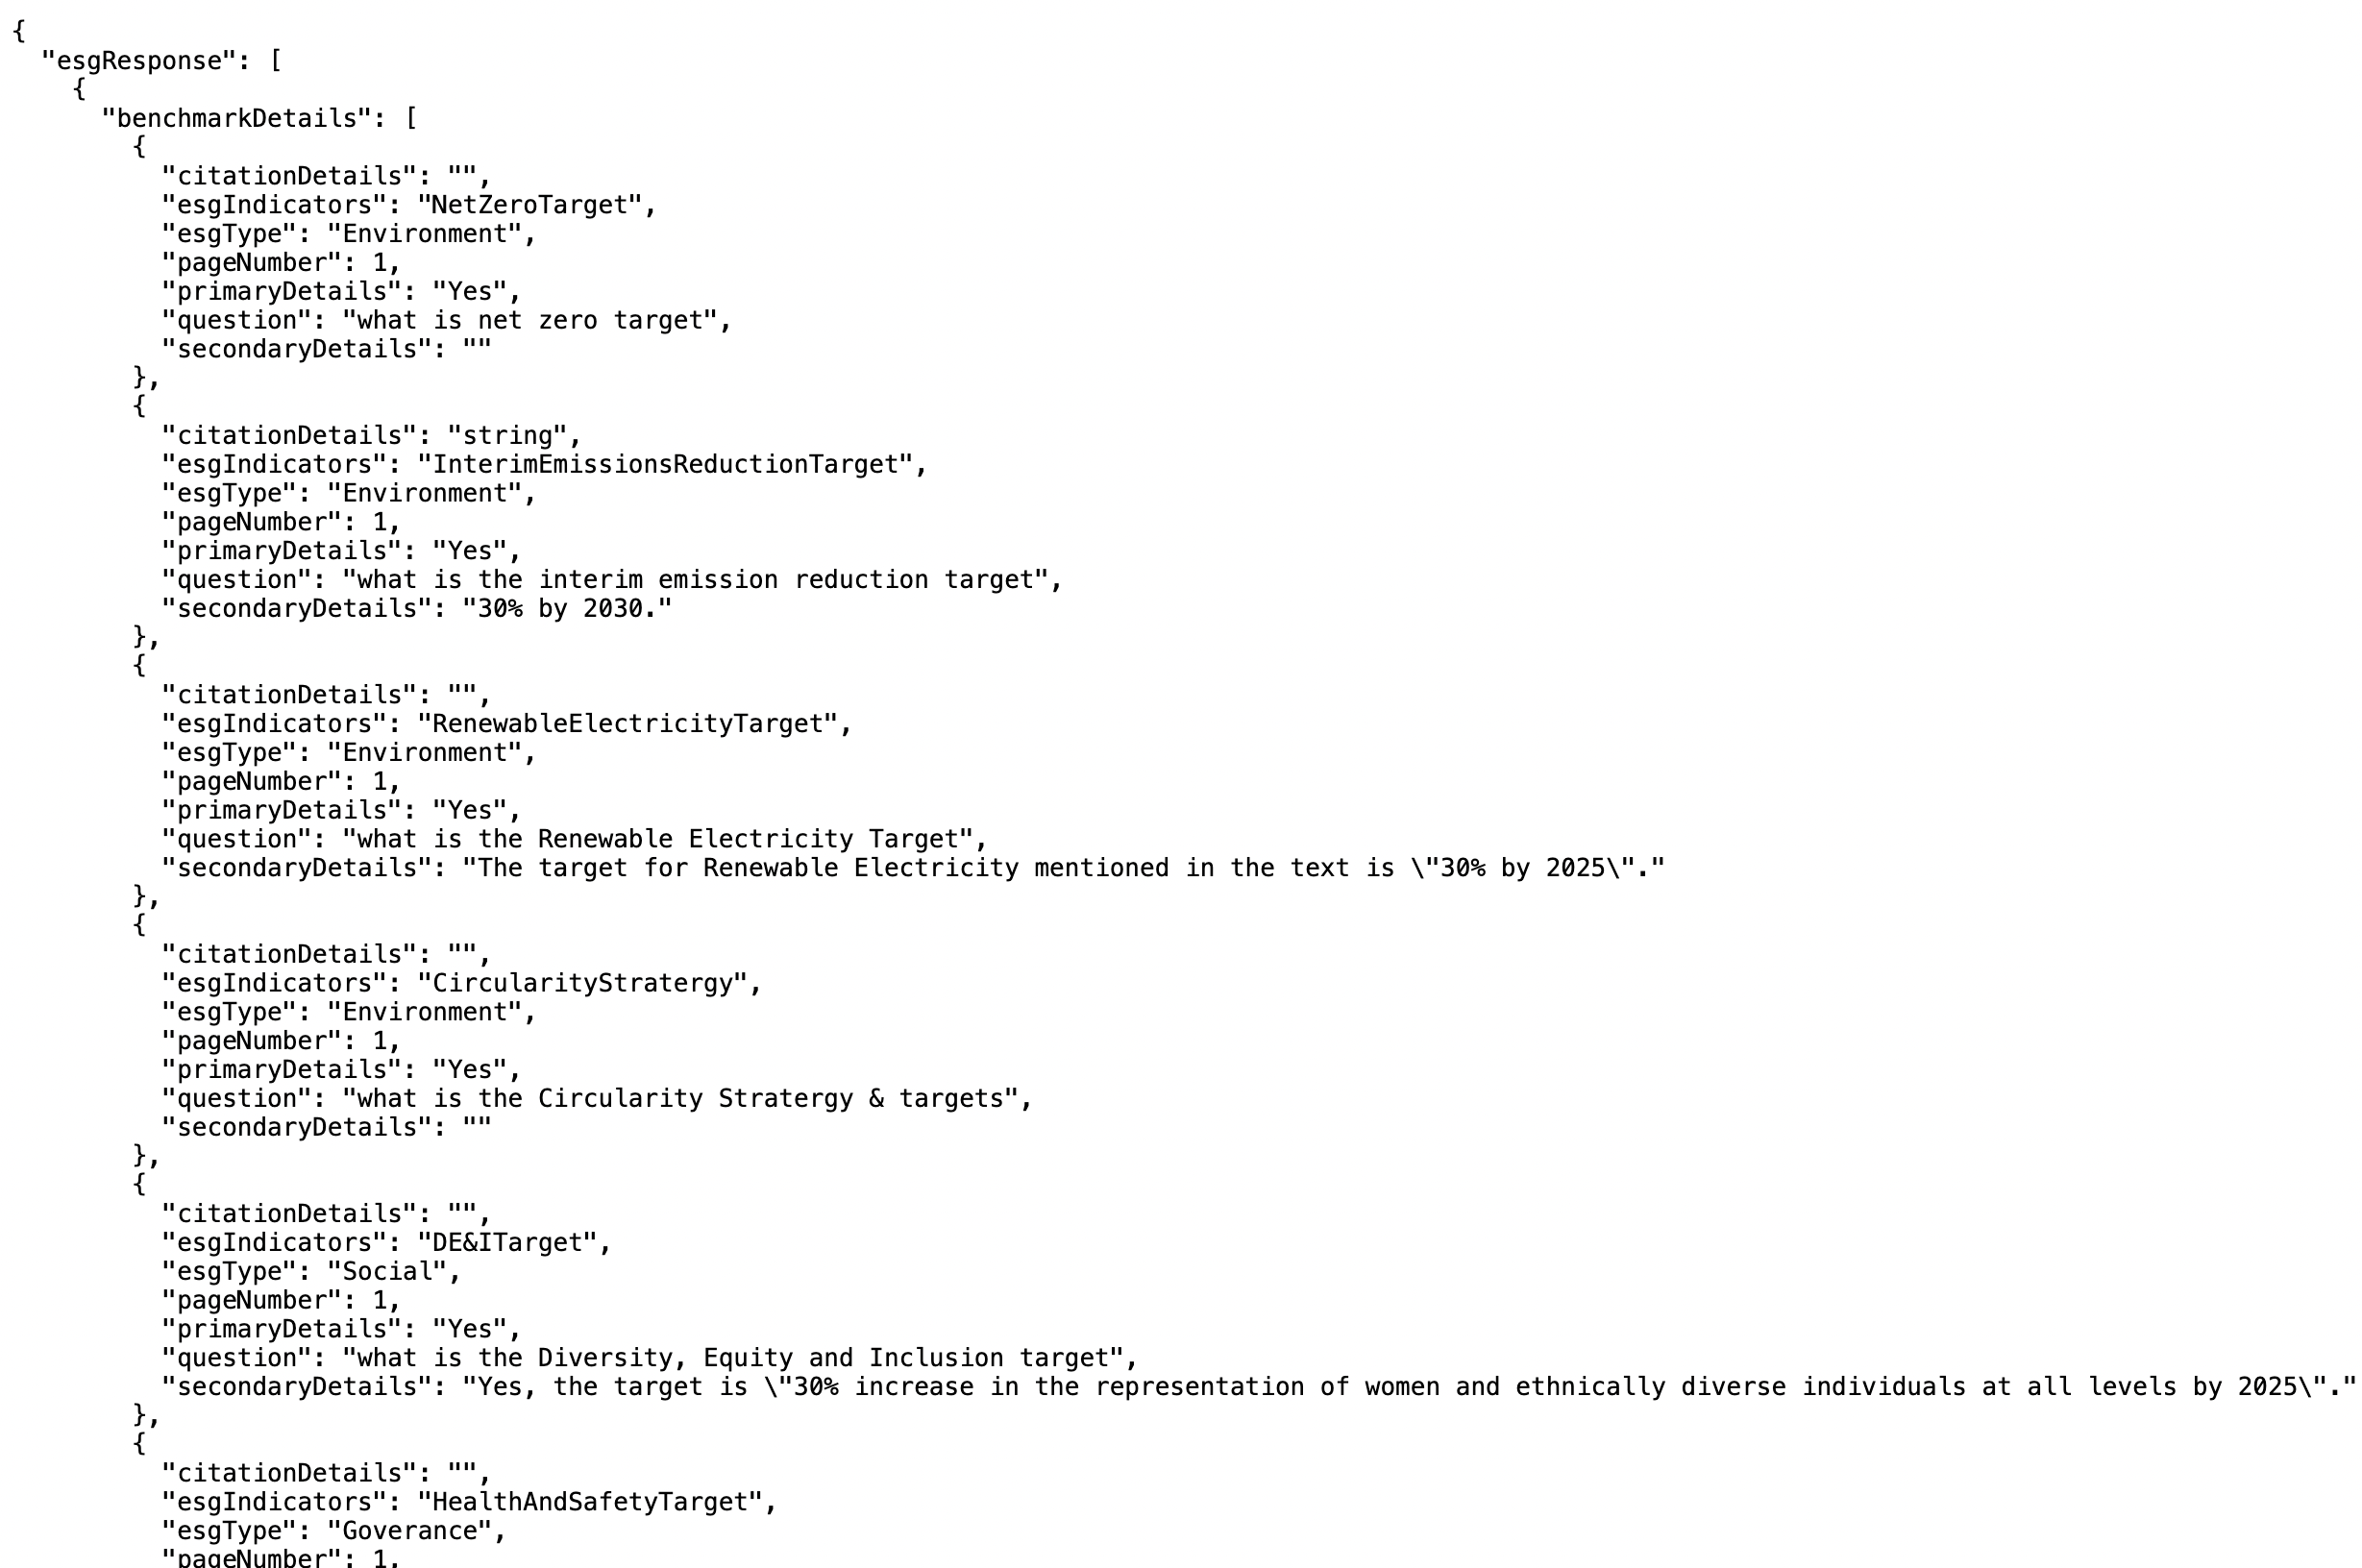 {
  "esgResponse": [
    {
      "benchmarkDetails": [
        {
          "citationDetails": "",
          "esgIndicators": "NetZeroTarget",
          "esgType": "Environment",
          "pageNumber": 1,
          "primaryDetails": "Yes",
          "question": "what is net zero target",
          "secondaryDetails": ""
        },
        {
          "citationDetails": "string",
          "esgIndicators": "InterimEmissionsReductionTarget",
          "esgType": "Environment",
          "pageNumber": 1,
          "primaryDetails": "Yes",
          "question": "what is the interim emission reduction target",
          "secondaryDetails": "30% by 2030."
        },
        {
          "citationDetails": "",
          "esgIndicators": "RenewableElectricityTarget",
          "esgType": "Environment",
          "pageNumber": 1,
          "primaryDetails": "Yes",
          "question": "what is the Renewable Electricity Target",
          "secondaryDetails": "The target for Renewable Electricity mentioned in the text is \"30% by 2025\"."
        },
        {
          "citationDetails": "",
          "esgIndicators": "CircularityStratergy",
          "esgType": "Environment",
          "pageNumber": 1,
          "primaryDetails": "Yes",
          "question": "what is the Circularity Stratergy & targets",
          "secondaryDetails": ""
        },
        {
          "citationDetails": "",
          "esgIndicators": "DE&ITarget",
          "esgType": "Social",
          "pageNumber": 1,
          "primaryDetails": "Yes",
          "question": "what is the Diversity, Equity and Inclusion target",
          "secondaryDetails": "Yes, the target is \"30% increase in the representation of women and ethnically diverse individuals at all levels by 2025\"."
        },
        {
          "citationDetails": "",
          "esgIndicators": "HealthAndSafetyTarget",
          "esgType": "Goverance",
          "pageNumber": 1,